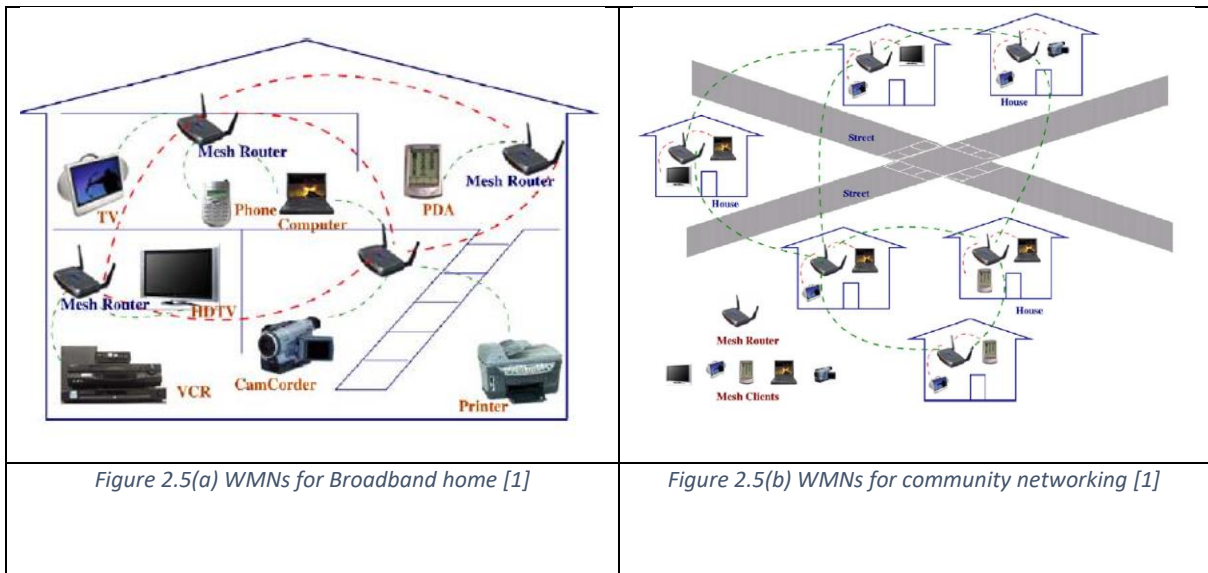 Mesh Router
Mesh Router
TV
Phone
Computer
PDA
Mesh Router
HDTV
VCR
CamCorder
Printer
House
Street
Street
House
House
Mesh Router
Mesh Clients
Figure 2.5(a) WMNs for Broadband home [1]
Figure 2.5(b) WMNs for community networking [1]